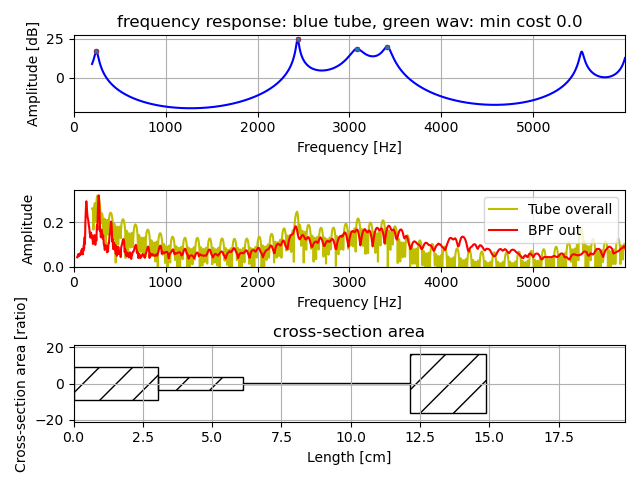 frequency response: blue tube, green wav: min cost 0.0
Amplitude [dB]
25
0
0
1000
2000
3000
4000
5000
Frequency [Hz]
Amplitude
0.2
0.0
Tube overall
BPF out
0
1000
2000
3000
4000
5000
Frequency [Hz]
cross-section area
Cross-section area [ratio]
20
0
−20
0.0
2.5
5.0
7.5
10.0
12.5
15.0
17.5
Length [cm]